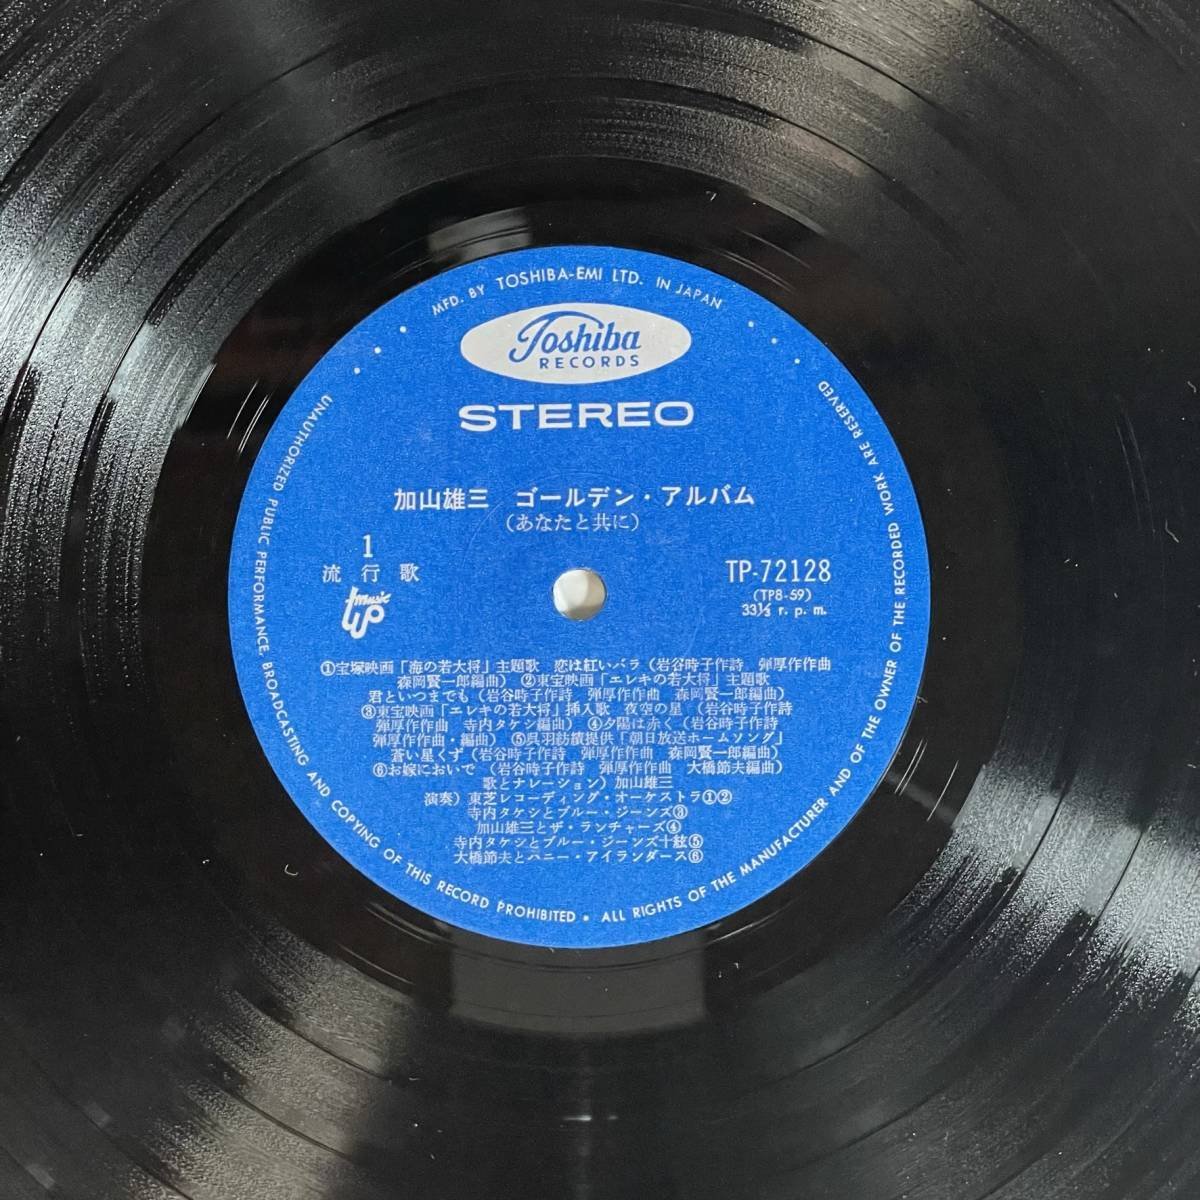 MFD. BY TOSHIBA-EMI LTD. IN JAPAN
Toshiba
RECORDS
STEREO
加山雄三 ゴールデン・アルバム
(あなたと共に)
1
流行歌
music up
TP-72128
(TP8-59)
33⅓ r. p. m.
①宝塚映画「海の若大将」主題歌 恋は紅いバラ(岩谷時子作詩 弾厚作作曲
森岡賢一郎編曲) ②東宝映画「エレキの若大将」主題歌
君といつまでも(岩谷時子作詩 弾厚作作曲 森岡賢一郎編曲)
③東宝映画「エレキの若大将」挿入歌 夜空の星(岩谷時子作詩
弾厚作作曲 寺内タケシ編曲) ④夕陽は赤く(岩谷時子作詩
弾厚作作曲・編曲) ⑤呉羽紡績提供「朝日放送ホームソング」
蒼い星くず(岩谷時子作詩 弾厚作作曲 森岡賢一郎編曲)
⑥お嫁においで (岩谷時子作詩 弾厚作作曲 大橋節夫編曲)
歌とナレーション) 加山雄三
演奏) 東芝レコーディング・オーケストラ①②
寺内タケシとブルー・ジーンズ③
加山雄三とザ・ランチャーズ④
寺内タケシとブルー・ジーンズ十絃⑤
大橋節夫とハニー・アイランダース⑥
UNAUTHORIZED PUBLIC PERFORMANCE, BROADCASTING AND COPYING OF THIS RECORD PROHIBITED • ALL RIGHTS OF THE MANUFACTURER AND OF THE OWNER OF THE RECORDED WORK ARE RESERVED